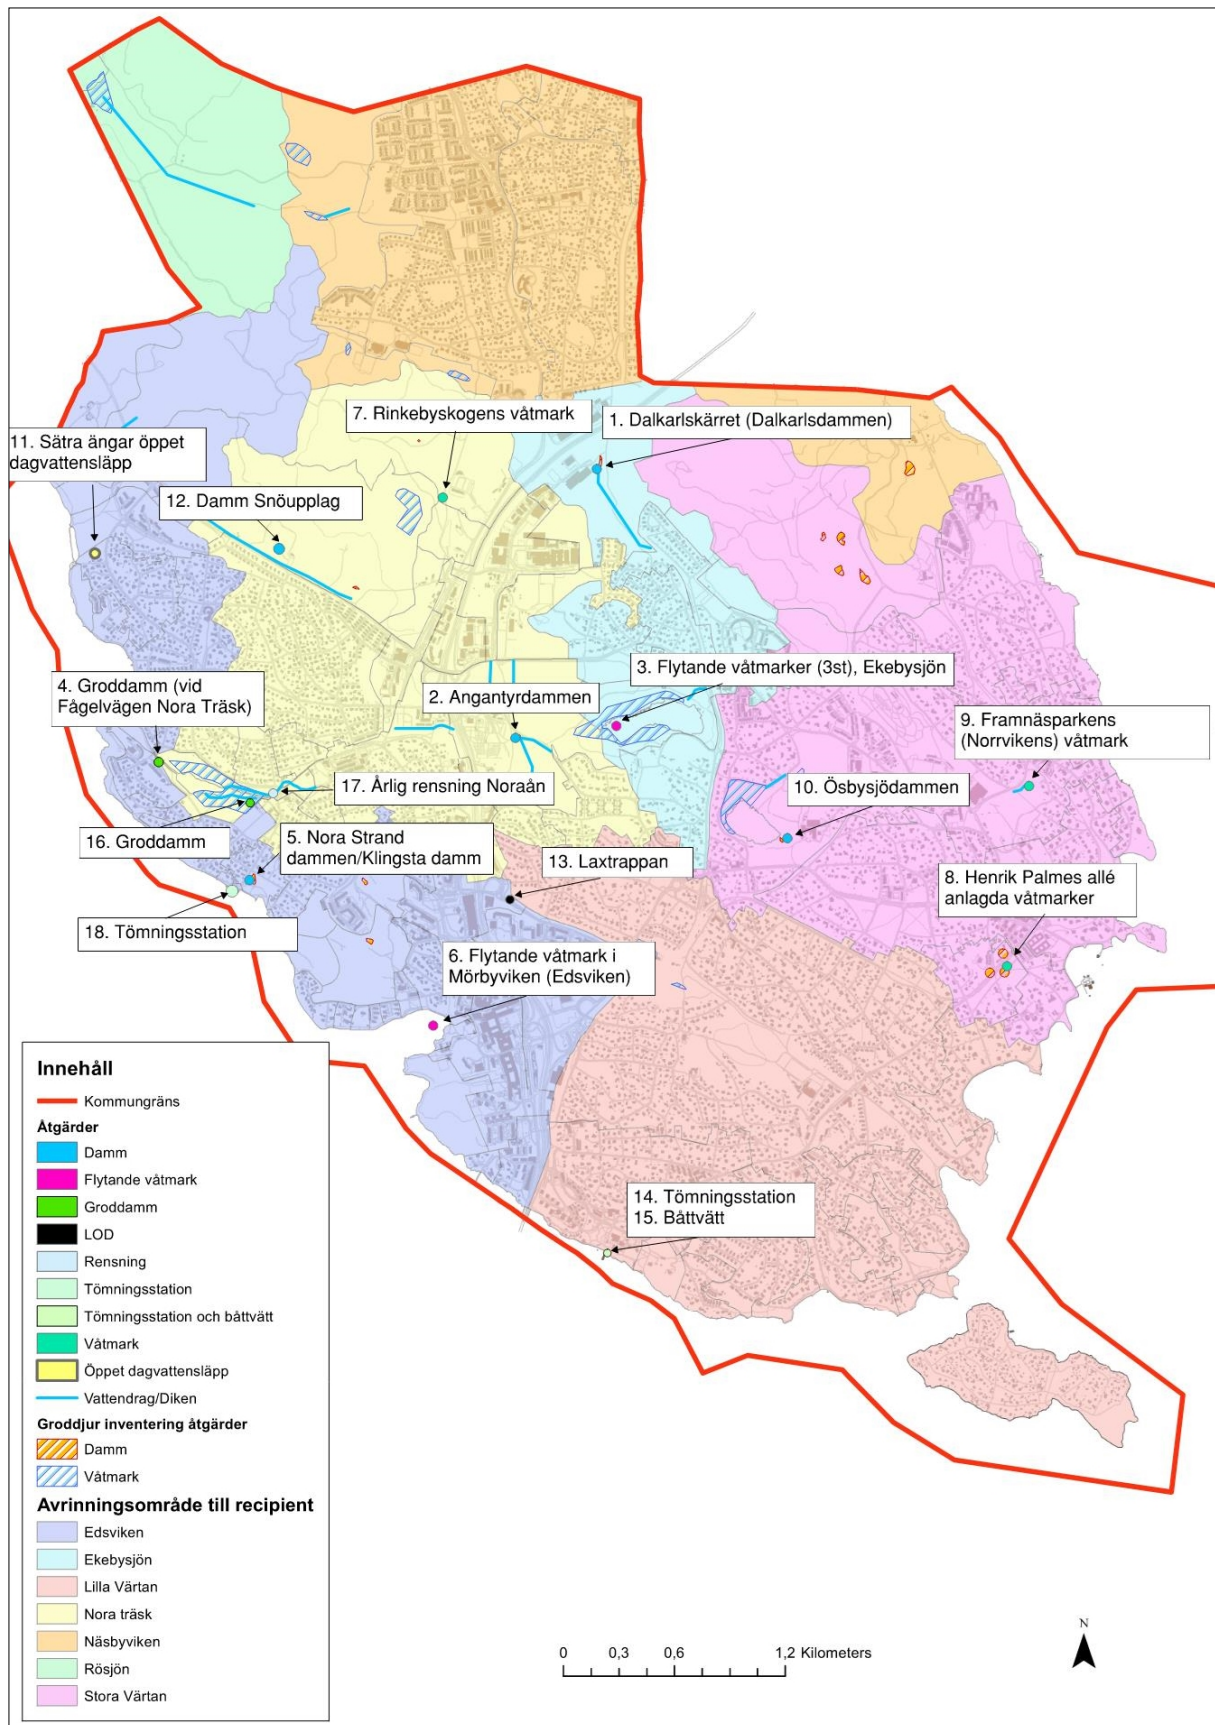 7. Rinkebyskogens våtmark
1. Dalkarlskärret (Dalkarlsdammen)
11. Sätra ängar öppet
dagvattensläpp
12. Damm Snöupplag
3. Flytande våtmarker (3st), Ekebysjön
4. Groddamm (vid
Fågelvägen Nora Träsk)
2. Angantyrdammen
9. Framnäsparkens
(Norrvikens) våtmark
17. Årlig rensning Noraån
10. Ösbysjödammen
16. Groddamm
5. Nora Strand
dammen/Klingsta damm
13. Laxtrappan
8. Henrik Palmes allé
anlagda våtmarker
18. Tömningsstation
6. Flytande våtmark i
Mörbyviken (Edsviken)
14. Tömningsstation
15. Båttvätt
Innehåll
Kommungräns
Åtgärder
Damm
Flytande våtmark
Groddamm
LOD
Rensning
Tömningsstation
Tömningsstation och båttvätt
Våtmark
Öppet dagvattensläpp
Vattendrag/Diken
Groddjur inventering åtgärder
Damm
Våtmark
Avrinningsområde till recipient
Edsviken
Ekebysjön
Lilla Värtan
Nora träsk
Näsbyviken
Rösjön
Stora Värtan
0 0,3 0,6 1,2 Kilometers
N